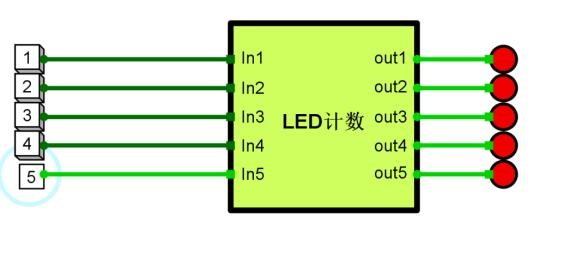 1 In1 out1
2 In2 out2
3 In3 out3
LED计数
4 In4 out4
5 In5 out5